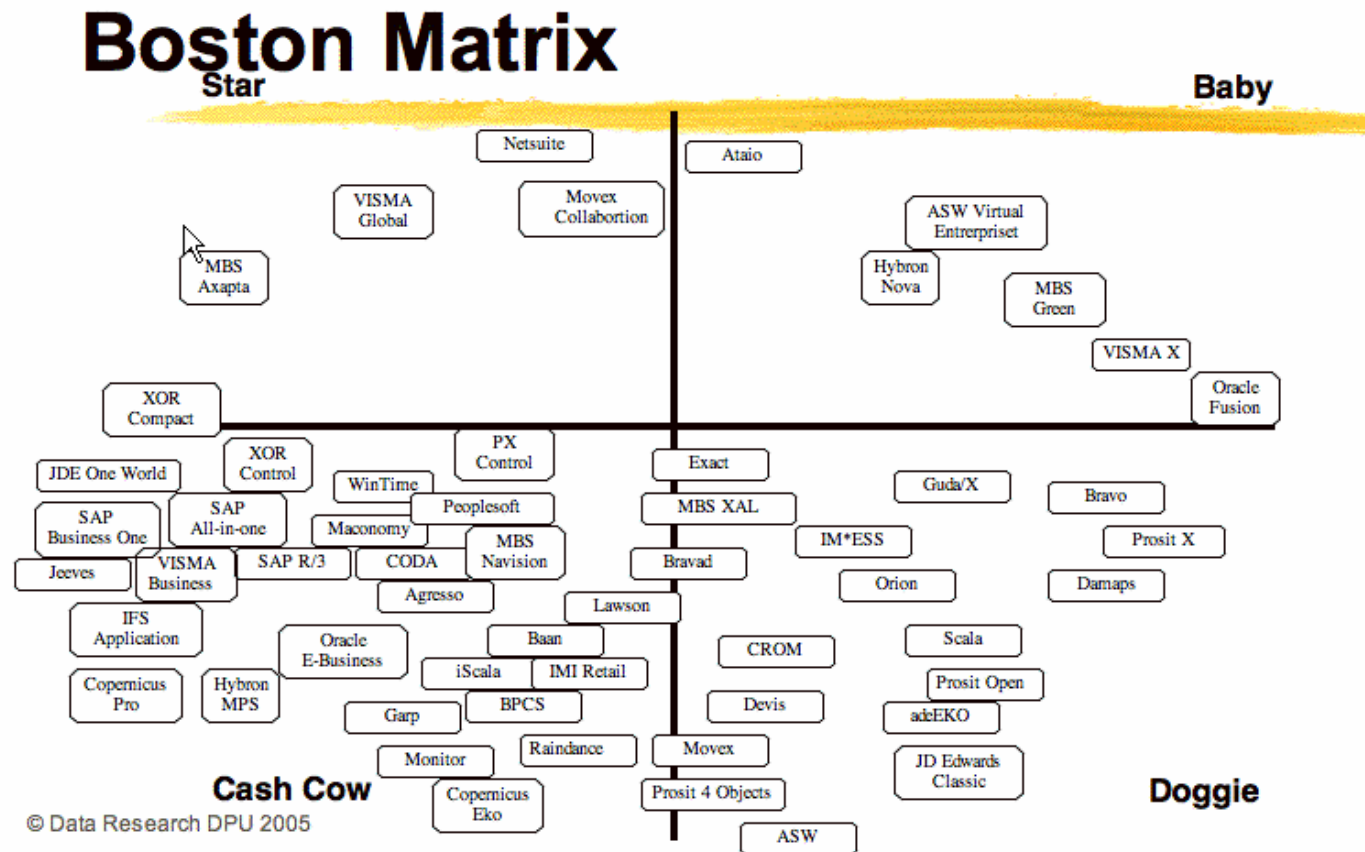 Boston Matrix
Star
Baby
Netsuite
Ataio
VISMA
Global
Movex
Collabortion
ASW Virtual
Entrerpriset
MBS
Axapta
Hybron
Nova
MBS
Green
VISMA X
Oracle
Fusion
XOR
Compact
PX
Control
XOR
Control
Exact
JDE One World
WinTime
Guda/X
Bravo
Peoplesoft
MBS XAL
SAP
Business One
SAP
All-in-one
Maconomy
MBS
Navision
IM*ESS
Prosit X
Jeeves
VISMA
Business
SAP R/3
CODA
Bravad
Orion
Damaps
Agresso
Lawson
IFS
Application
Oracle
E-Business
Baan
CROM
Scala
iScala
IMI Retail
Copernicus
Pro
Hybron
MPS
Prosit Open
Garp
BPCS
Devis
adeEKO
Monitor
Raindance
Movex
JD Edwards
Classic
Cash Cow
Copernicus
Eko
Prosit 4 Objects
Doggie
© Data Research DPU 2005
ASW